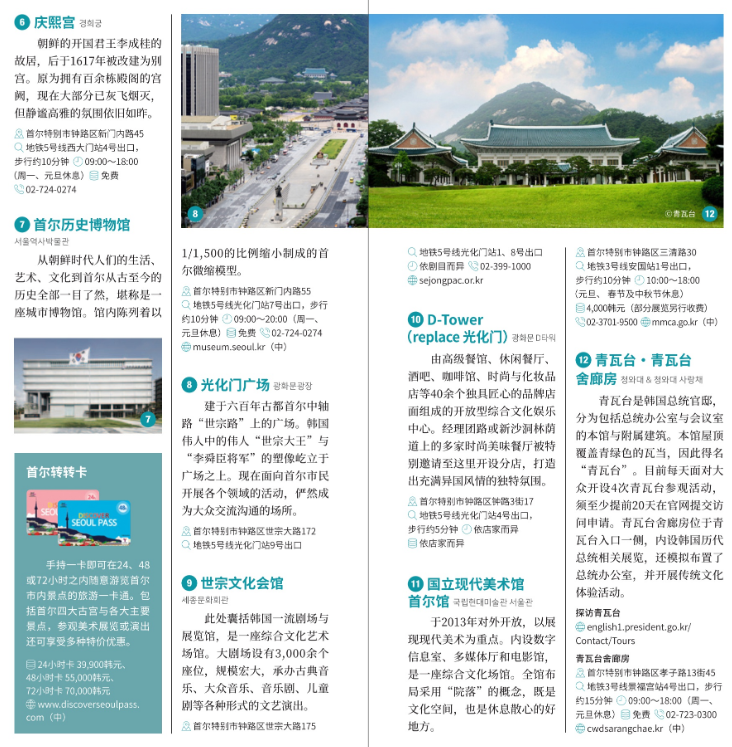 6 庆熙宫 경희궁
朝鲜的开国君王李成桂的
故居，后于1617年被改建为别
宫。原为拥有百余栋殿阁的宫
阙，现在大部分已灰飞烟灭，
但静谧高雅的氛围依旧如昨。
首尔特别市钟路区新门内路45
地铁5号线西大门站4号出口，
步行约10分钟 09:00～18:00
(周一、元旦休息） 免费
02-724-0274
7 首尔历史博物馆
서울역사박물관
从朝鲜时代人们的生活、
艺术、文化到首尔从古至今的
历史全部一目了然，堪称是一
座城市博物馆。馆内陈列着以
7
首尔转转卡
DISCOVER
SEOUL PASS
手持一卡即可在24、48
或72小时之内随意游览首尔
市内景点的旅游一卡通。包
括首尔四大古宫与各大主要
景点，参观美术展览或演出
还可享受多种特价优惠。
24小时卡 39,900韩元、
48小时卡 55,000韩元、
72小时卡 70,000韩元
www.discoverseoulpass.
com（中）
8
1/1,500的比例缩小制成的首
尔微缩模型。
首尔特别市钟路区新门内路55
地铁5号线光化门站7号出口，步行
约10分钟 09:00～20:00（周一、
元旦休息） 免费 02-724-0274
museum.seoul.kr（中）
8 光化门广场 광화문광장
建于六百年古都首尔中轴
路“世宗路”上的广场。韩国
伟人中的伟人“世宗大王”与
“李舜臣将军”的塑像屹立于
广场之上。现在面向首尔市民
开展各个领域的活动，俨然成
为大众交流沟通的场所。
首尔特别市钟路区世宗大路172
地铁5号线光化门站9号出口
9 世宗文化会馆
세종문화회관
此处囊括韩国一流剧场与
展览馆，是一座综合文化艺术
场馆。大剧场设有3,000余个
座位，规模宏大，承办古典音
乐、大众音乐、音乐剧、儿童
剧等各种形式的文艺演出。
首尔特别市钟路区世宗大路175
©青瓦台 12
地铁5号线光化门站1、8号出口
依剧目而异 02-399-1000
sejongpac.or.kr
10 D-Tower
（replace 光化门）광화문 D타워
由高级餐馆、休闲餐厅、
酒吧、咖啡馆、时尚与化妆品
店等40余个独具匠心的品牌店
面组成的开放型综合文化娱乐
中心。经理团路或新沙洞林荫
道上的多家时尚美味餐厅被特
别邀请至这里开设分店，打造
出充满异国风情的独特氛围。
首尔特别市钟路区钟路3街17
地铁5号线光化门站4号出口，
步行约5分钟 依店家而异
依店家而异
11 国立现代美术馆
首尔馆 국립현대미술관 서울관
于2013年对外开放，以展
现现代美术为重点。内设数字
信息室、多媒体厅和电影馆，
是一座综合文化场馆。全馆布
局采用“院落”的概念，既是
文化空间，也是休息散心的好
地方。
首尔特别市钟路区三清路30
地铁3号线安国站1号出口，
步行约10分钟 10:00～18:00
（元旦、 春节及中秋节休息）
4,000韩元（部分展览另行收费）
02-3701-9500 mmca.go.kr（中）
12 青瓦台・青瓦台
舍廊房 청와대 & 청와대 사랑채
青瓦台是韩国总统官邸，
分为包括总统办公室与会议室
的本馆与附属建筑。本馆屋顶
覆盖青绿色的瓦当，因此得名
“青瓦台”。目前每天面对大
众开4次青瓦台参观活动，
须至少提前20天在官网提交访
问申请。青瓦台舍廊房位于青
瓦台入口一侧，内设韩国历代
总统相关展览，还模拟布置了
总统办公室，并开展传统文化
体验活动。
探访青瓦台
english1.president.go.kr/
Contact/Tours
青瓦台舍廊房
首尔特别市钟路区孝子路13街45
地铁3号线景福宫站4号出口，步行
约15分钟 09:00～18:00（周一、
元旦休息） 免费 02-723-0300
cwdsarangchae.kr（中）